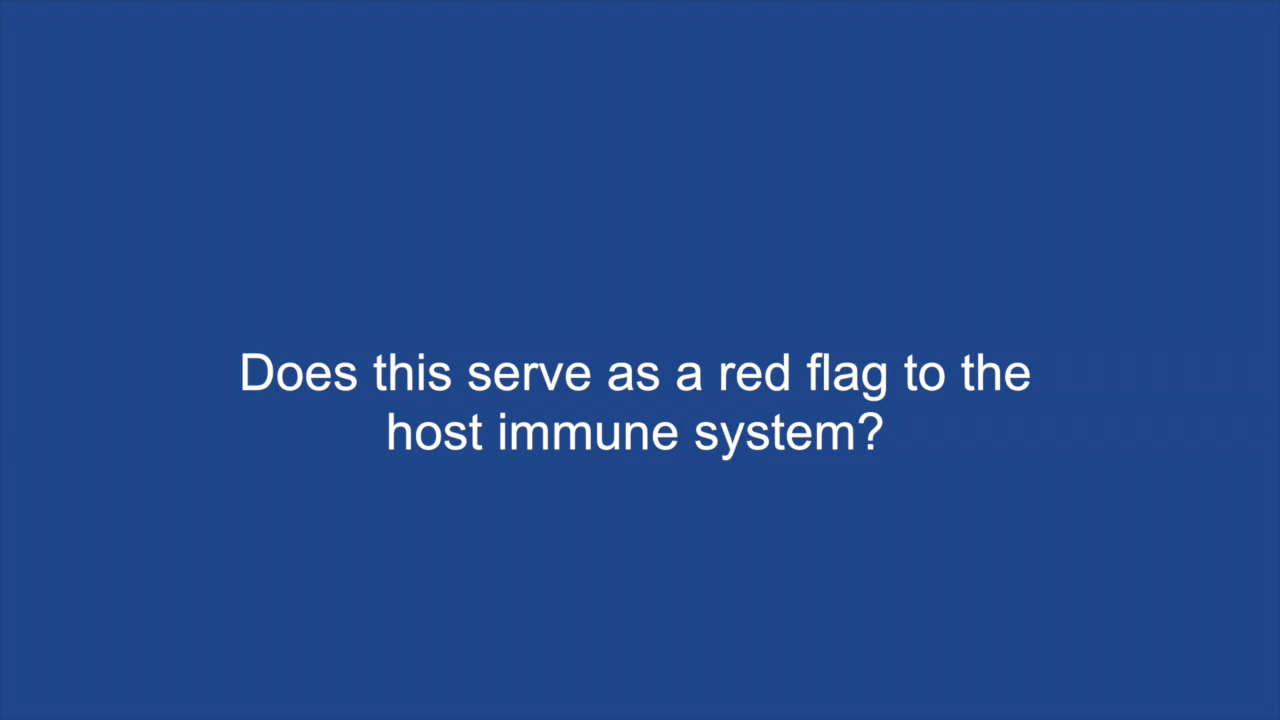 Does this serve as a red flag to the
host immune system?